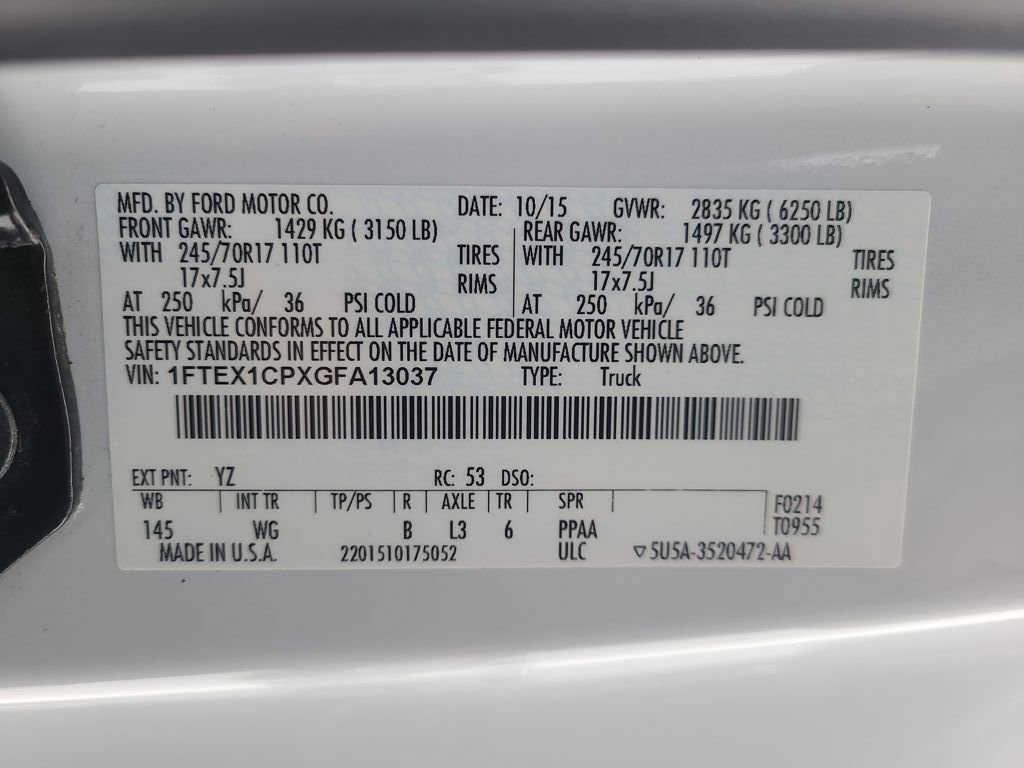 MFD. BY FORD MOTOR CO. DATE: 10/15 GVWR: 2835 KG ( 6250 LB)
FRONT GAWR: 1429 KG ( 3150 LB) REAR GAWR: 1497 KG ( 3300 LB)
WITH 245/70R17 110T TIRES WITH 245/70R17 110T TIRES
17x7.5J RIMS 17x7.5J RIMS
AT 250 kPa/ 36 PSI COLD AT 250 kPa/ 36 PSI COLD
THIS VEHICLE CONFORMS TO ALL APPLICABLE FEDERAL MOTOR VEHICLE
SAFETY STANDARDS IN EFFECT ON THE DATE OF MANUFACTURE SHOWN ABOVE.
VIN: 1FTEX1CPXGFA13037 TYPE: Truck
EXT PNT: YZ RC: 53 DSO:
WB INT TR TP/PS R AXLE TR SPR F0214
145 WG B L3 6 PPAA T0955
MADE IN U.S.A. 2201510175052 ULC ▽5U5A-3520472-AA